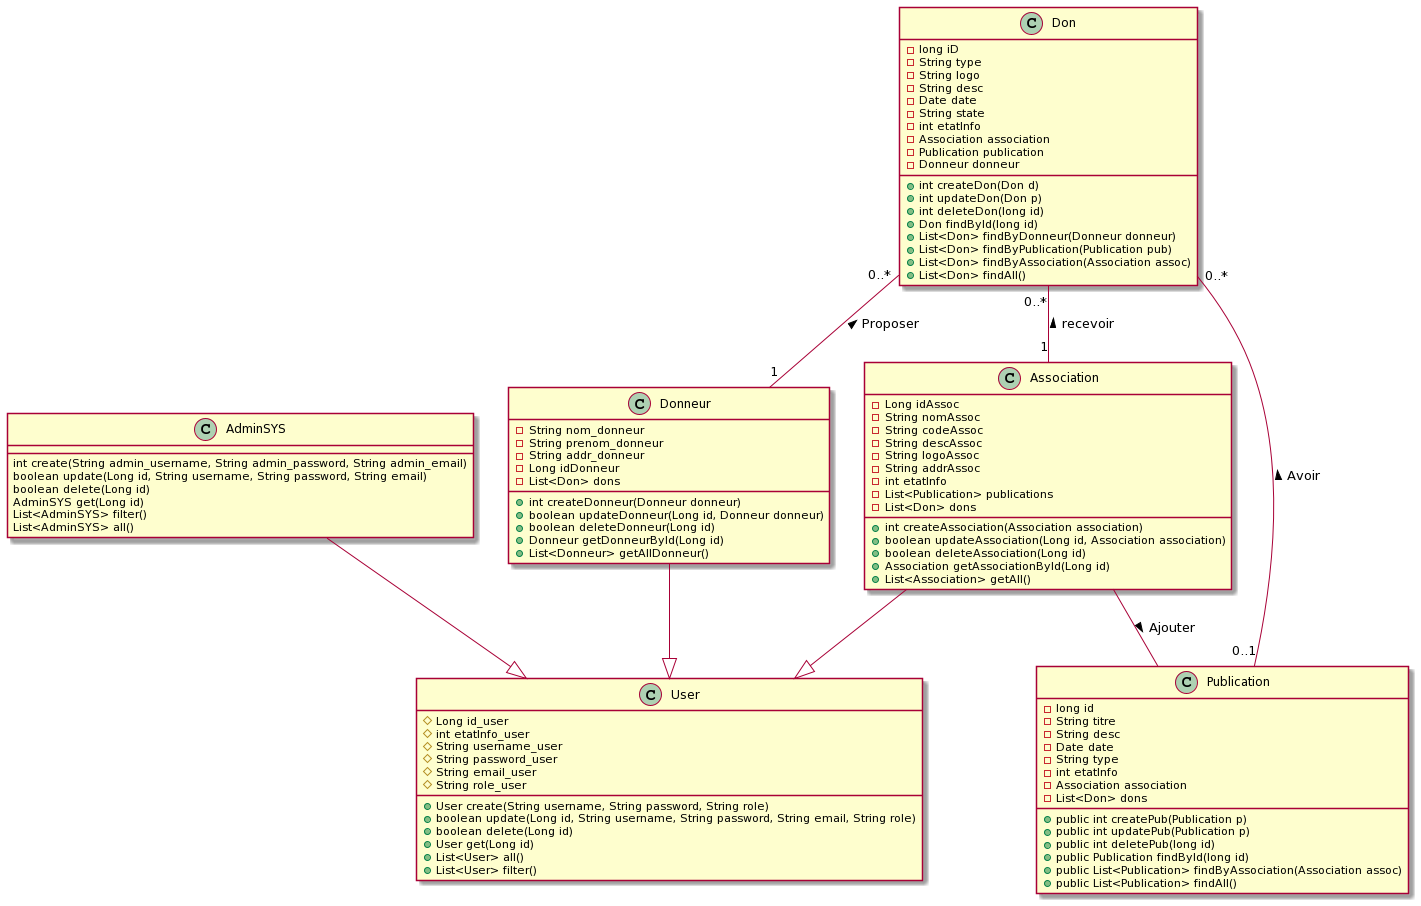 C Don
long iD
String type
String logo
String desc
Date date
String state
int etatInfo
Association association
Publication publication
Donneur donneur
int createDon(Don d)
int updateDon(Don p)
int deleteDon(long id)
Don findById(long id)
List<Don> findByDonneur(Donneur donneur)
List<Don> findByPublication(Publication pub)
List<Don> findByAssociation(Association assoc)
List<Don> findAll()
0..*
0..*
0..*
Proposer
recevoir
1
1
C AdminSYS
int create(String admin_username, String admin_password, String admin_email)
boolean update(Long id, String username, String password, String email)
boolean delete(Long id)
AdminSYS get(Long id)
List<AdminSYS> filter()
List<AdminSYS> all()
C Donneur
String nom_donneur
String prenom_donneur
String addr_donneur
Long idDonneur
List<Don> dons
int createDonneur(Donneur donneur)
boolean updateDonneur(Long id, Donneur donneur)
boolean deleteDonneur(Long id)
Donneur getDonneurById(Long id)
List<Donneur> getAllDonneur()
C Association
Long idAssoc
String nomAssoc
String codeAssoc
String descAssoc
String logoAssoc
String addrAssoc
int etatInfo
List<Publication> publications
List<Don> dons
int createAssociation(Association association)
boolean updateAssociation(Long id, Association association)
boolean deleteAssociation(Long id)
Association getAssociationById(Long id)
List<Association> getAll()
Avoir
Ajouter
0..1
C User
Long id_user
int etatInfo_user
String username_user
String password_user
String email_user
String role_user
User create(String username, String password, String role)
boolean update(Long id, String username, String password, String email, String role)
boolean delete(Long id)
User get(Long id)
List<User> all()
List<User> filter()
C Publication
long id
String titre
String desc
Date date
String type
int etatInfo
Association association
List<Don> dons
public int createPub(Publication p)
public int updatePub(Publication p)
public int deletePub(long id)
public Publication findById(long id)
public List<Publication> findByAssociation(Association assoc)
public List<Publication> findAll()